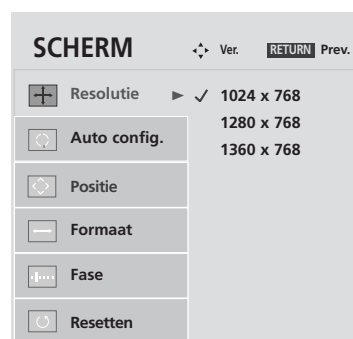 SCHERM Ver. RETURN Prev.
Resolutie ► ✓ 1024 x 768
1280 x 768
Auto config.
1360 x 768
Positie
Formaat
Fase
Resetten